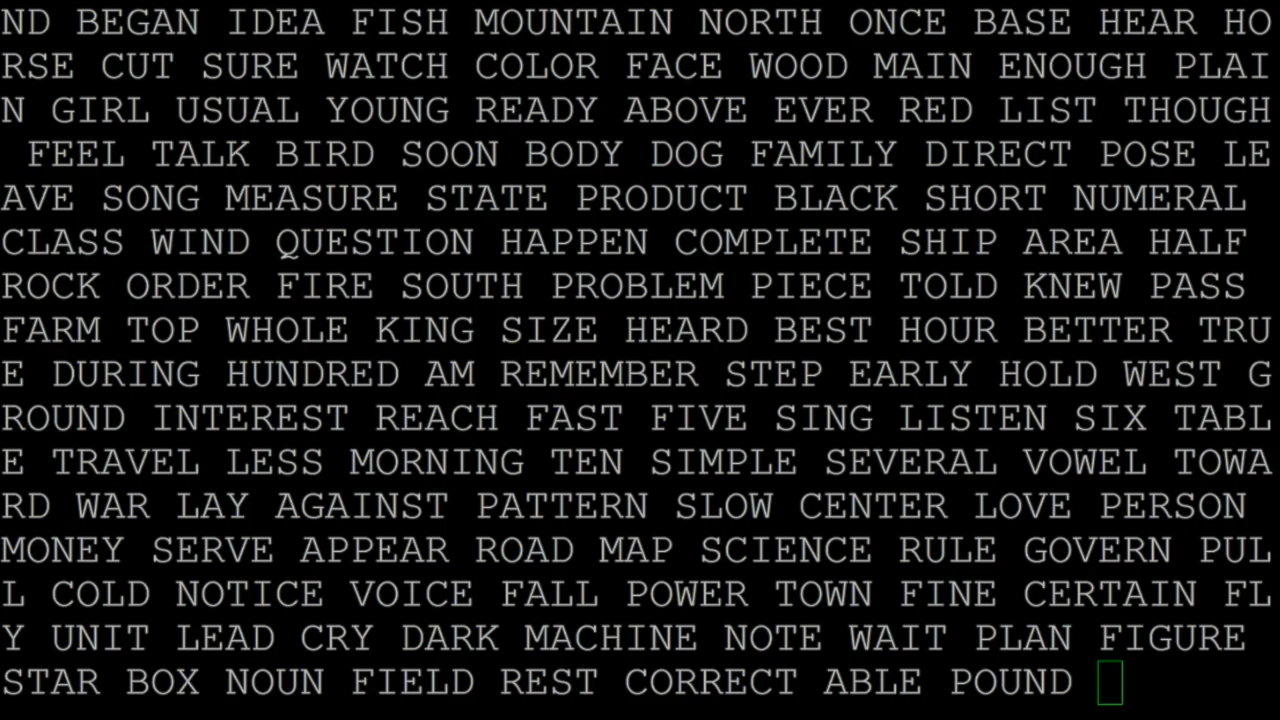 ND BEGAN IDEA FISH MOUNTAIN NORTH ONCE BASE HEAR HO
RSE CUT SURE WATCH COLOR FACE WOOD MAIN ENOUGH PLAI
N GIRL USUAL YOUNG READY ABOVE EVER RED LIST THOUGH
FEEL TALK BIRD SOON BODY DOG FAMILY DIRECT POSE LE
AVE SONG MEASURE STATE PRODUCT BLACK SHORT NUMERAL
CLASS WIND QUESTION HAPPEN COMPLETE SHIP AREA HALF
ROCK ORDER FIRE SOUTH PROBLEM PIECE TOLD KNEW PASS
FARM TOP WHOLE KING SIZE HEARD BEST HOUR BETTER TRU
E DURING HUNDRED AM REMEMBER STEP EARLY HOLD WEST G
ROUND INTEREST REACH FAST FIVE SING LISTEN SIX TABL
E TRAVEL LESS MORNING TEN SIMPLE SEVERAL VOWEL TOWA
RD WAR LAY AGAINST PATTERN SLOW CENTER LOVE PERSON
MONEY SERVE APPEAR ROAD MAP SCIENCE RULE GOVERN PUL
L COLD NOTICE VOICE FALL POWER TOWN FINE CERTAIN FL
Y UNIT LEAD CRY DARK MACHINE NOTE WAIT PLAN FIGURE
STAR BOX NOUN FIELD REST CORRECT ABLE POUND